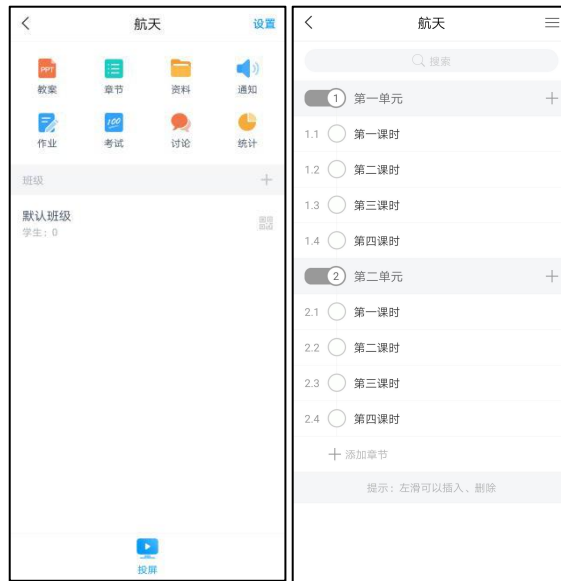 航天
设置
PPT
教案
章节
资料
通知
作业
100
考试
讨论
统计
班级
默认班级
学生：0
投屏
航天
搜索
1 第一单元
1.1 第一课时
1.2 第二课时
1.3 第三课时
1.4 第四课时
2 第二单元
2.1 第一课时
2.2 第二课时
2.3 第三课时
2.4 第四课时
添加章节
提示：左滑可以插入、删除